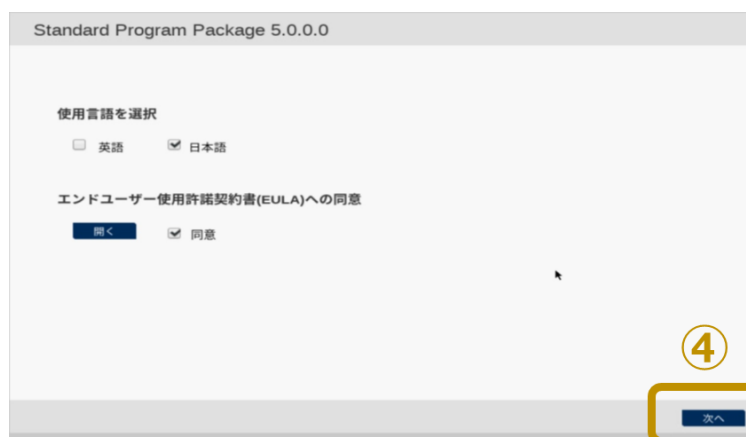 Standard Program Package 5.0.0.0
使用言語を選択
英語 日本語
エンドユーザー使用許諾契約書(EULA)への同意
開く 同意
④
次へ